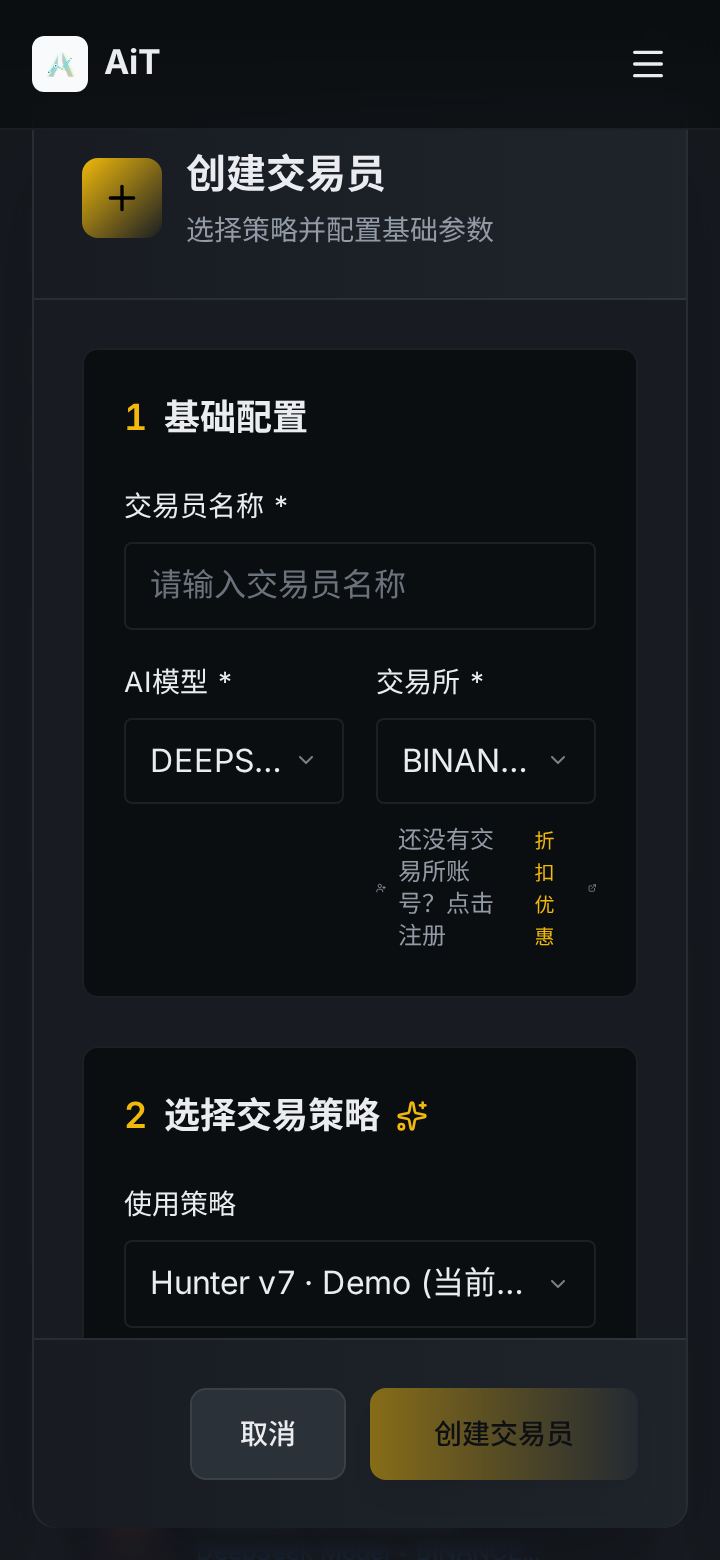 AiT
创建交易员
选择策略并配置基础参数
1 基础配置
交易员名称 *
请输入交易员名称
AI模型 *
交易所 *
DEEPS...
BINAN...
还没有交
易所账
号？点击
注册
折
扣
优
惠
2 选择交易策略
使用策略
Hunter v7 · Demo (当前...
取消
创建交易员